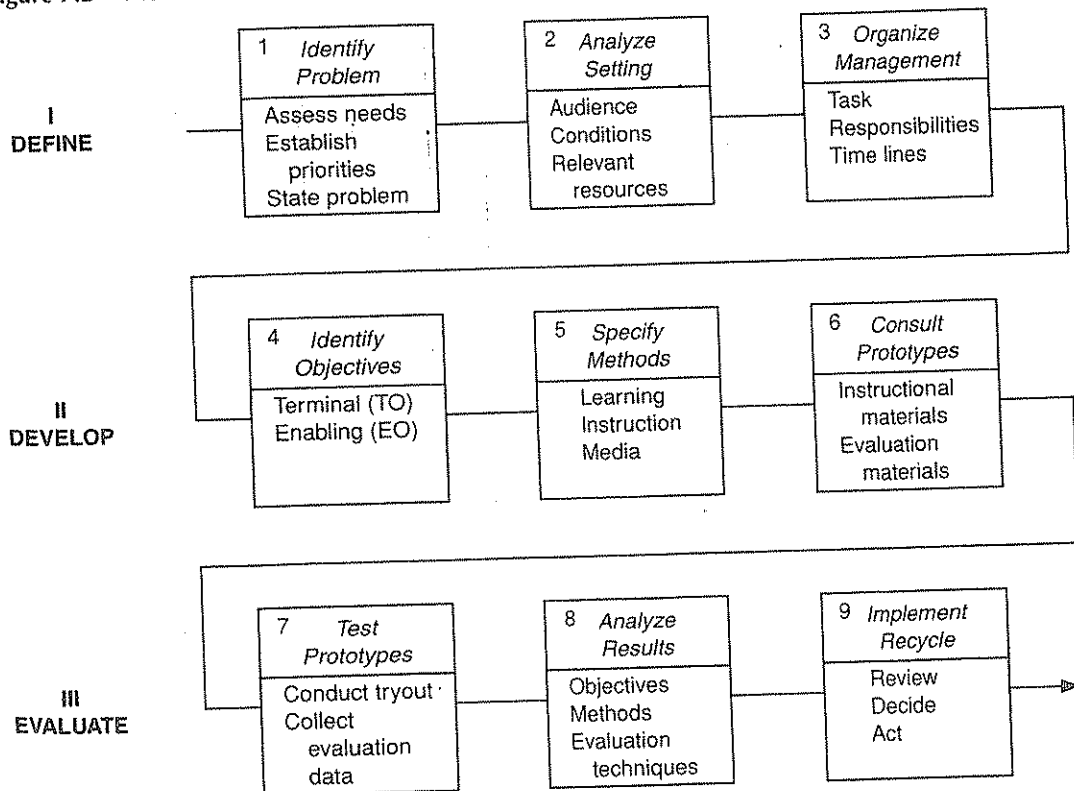 1 Identify
Problem
Assess needs
Establish
priorities
State problem
2 Analyze
Setting
Audience
Conditions
Relevant
resources
3 Organize
Management
Task
Responsibilities
Time lines
I
DEFINE
4 Identify
Objectives
Terminal (TO)
Enabling (EO)
5 Specify
Methods
Learning
Instruction
Media
6 Consult
Prototypes
Instructional
materials
Evaluation
materials
II
DEVELOP
7 Test
Prototypes
Conduct tryout
Collect
evaluation
data
8 Analyze
Results
Objectives
Methods
Evaluation
techniques
9 Implement
Recycle
Review
Decide
Act
III
EVALUATE